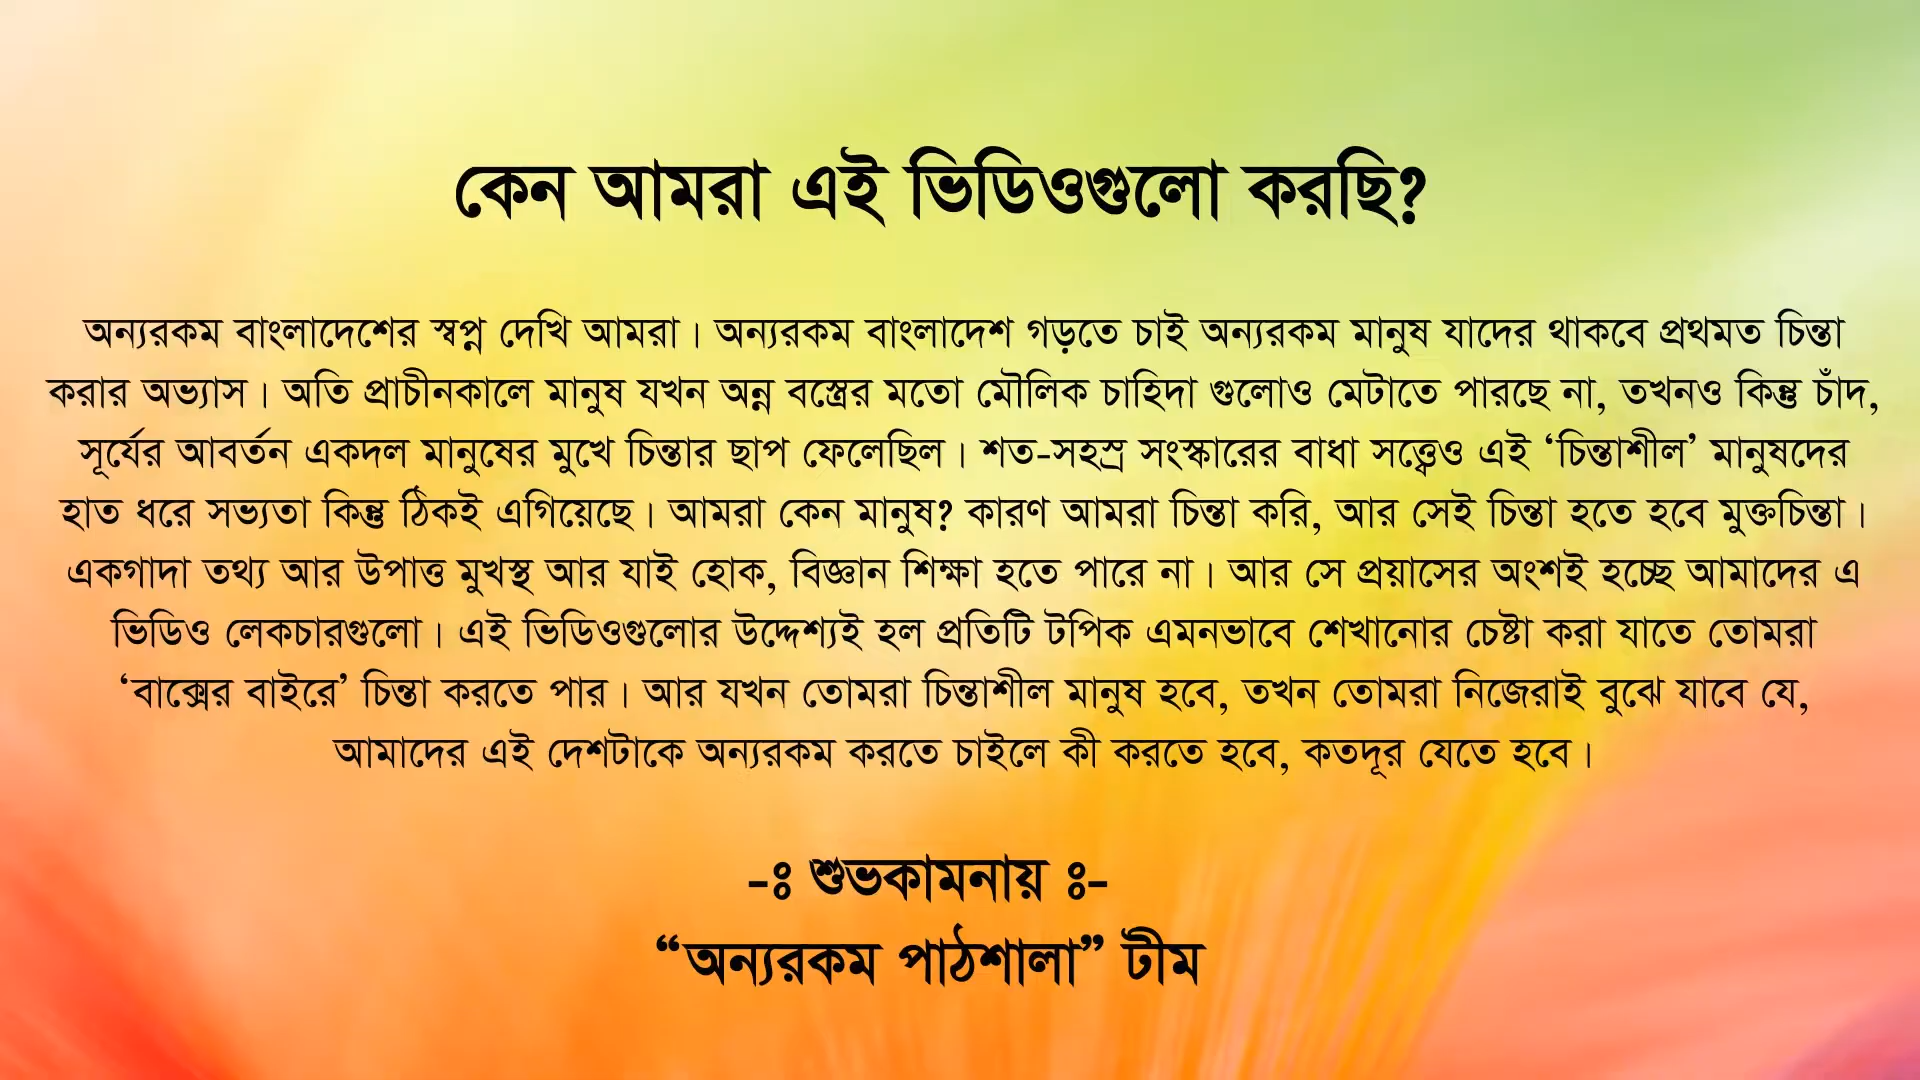 কেন আমরা এই ভিডিওগুলো করছি?
অন্যরকম বাংলাদেশের স্বপ্ন দেখি আমরা। অন্যরকম বাংলাদেশ গড়তে চাই অন্যরকম মানুষ যাদের থাকবে প্রথমত চিন্তা
করার অভ্যাস। অতি প্রাচীনকালে মানুষ যখন অন্ন বস্ত্রের মতো মৌলিক চাহিদা গুলোও মেটাতে পারছে না, তখনও কিন্তু চাঁদ,
সূর্যের আবর্তন একদল মানুষের মুখে চিন্তার ছাপ ফেলেছিল। শত-সহস্র সংস্কারের বাধা সত্ত্বেও এই ‘চিন্তাশীল’ মানুষদের
হাত ধরে সভ্যতা কিন্তু ঠিকই এগিয়েছে। আমরা কেন মানুষ? কারণ আমরা চিন্তা করি, আর সেই চিন্তা হতে হবে মুক্তচিন্তা।
একগাদা তথ্য আর উপাত্ত মুখস্থ আর যাই হোক, বিজ্ঞান শিক্ষা হতে পারে না। আর সে প্রয়াসের অংশই হচ্ছে আমাদের এ
ভিডিও লেকচারগুলো। এই ভিডিওগুলোর উদ্দেশ্যই হল প্রতিটি টপিক এমনভাবে শেখানোর চেষ্টা করা যাতে তোমরা
‘বাক্সের বাইরে’ চিন্তা করতে পার। আর যখন তোমরা চিন্তাশীল মানুষ হবে, তখন তোমরা নিজেরাই বুঝে যাবে যে,
আমাদের এই দেশটাকে অন্যরকম করতে চাইলে কী করতে হবে, কতদূর যেতে হবে।
-ঃ শুভকামনায় ঃ-
“অন্যরকম পাঠশালা” টীম